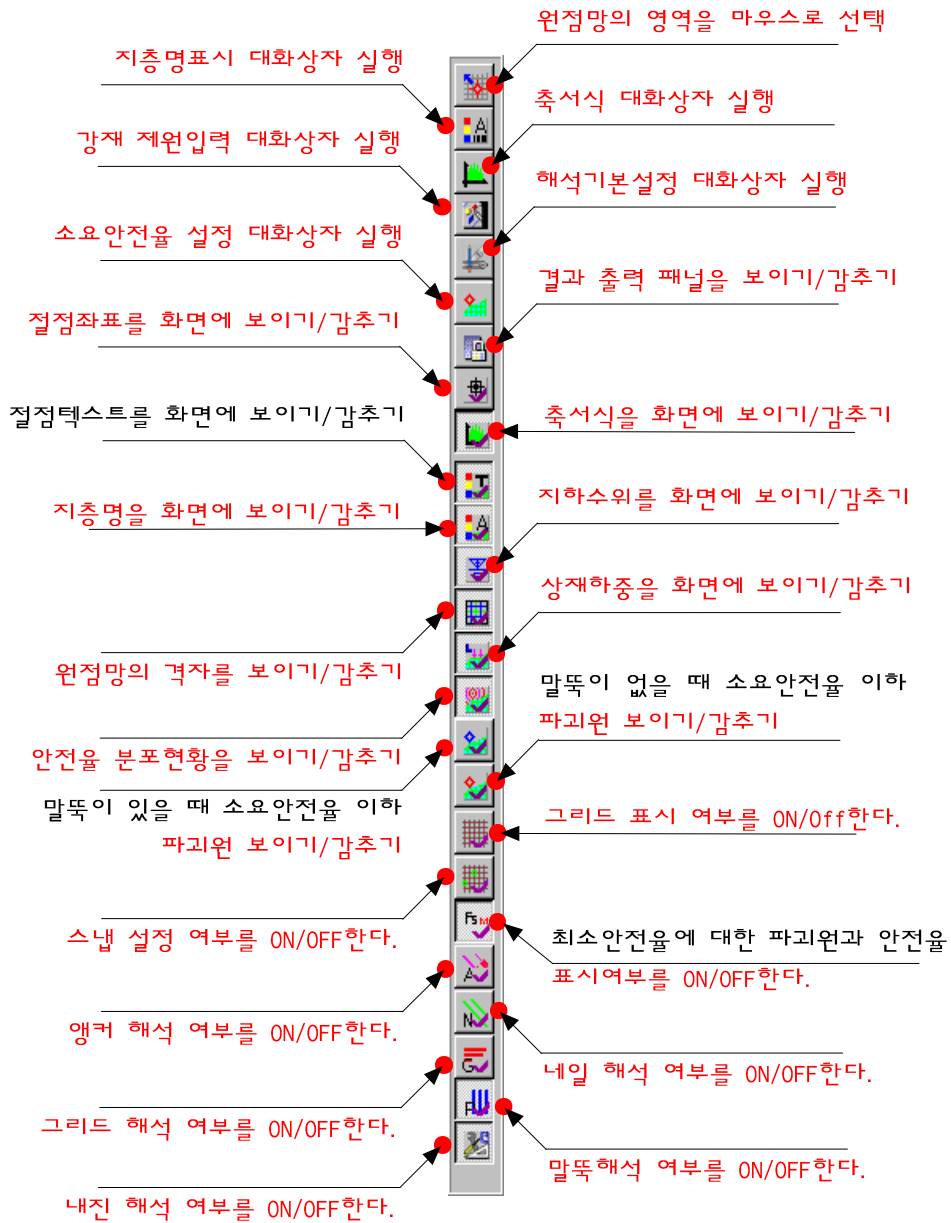 원점망의 영역을 마우스로 선택
지층명표시 대화상자 실행
축서식 대화상자 실행
강재 제원입력 대화상자 실행
해석기본설정 대화상자 실행
소요안전율 설정 대화상자 실행
결과 출력 패널을 보이기/감추기
절점좌표를 화면에 보이기/감추기
절점텍스트를 화면에 보이기/감추기
축서식을 화면에 보이기/감추기
지층명을 화면에 보이기/감추기
지하수위를 화면에 보이기/감추기
상재하중을 화면에 보이기/감추기
원점망의 격자를 보이기/감추기
말뚝이 없을 때 소요안전율 이하
파괴원 보이기/감추기
안전율 분포현황을 보이기/감추기
말뚝이 있을 때 소요안전율 이하
파괴원 보이기/감추기
그리드 표시 여부를 ON/Off한다.
스냅 설정 여부를 ON/OFF한다.
최소안전율에 대한 파괴원과 안전율
표시여부를 ON/OFF한다.
앵커 해석 여부를 ON/OFF한다.
네일 해석 여부를 ON/OFF한다.
그리드 해석 여부를 ON/OFF한다.
말뚝해석 여부를 ON/OFF한다.
내진 해석 여부를 ON/OFF한다.
A
T
A
Fs M
A
N
G
P